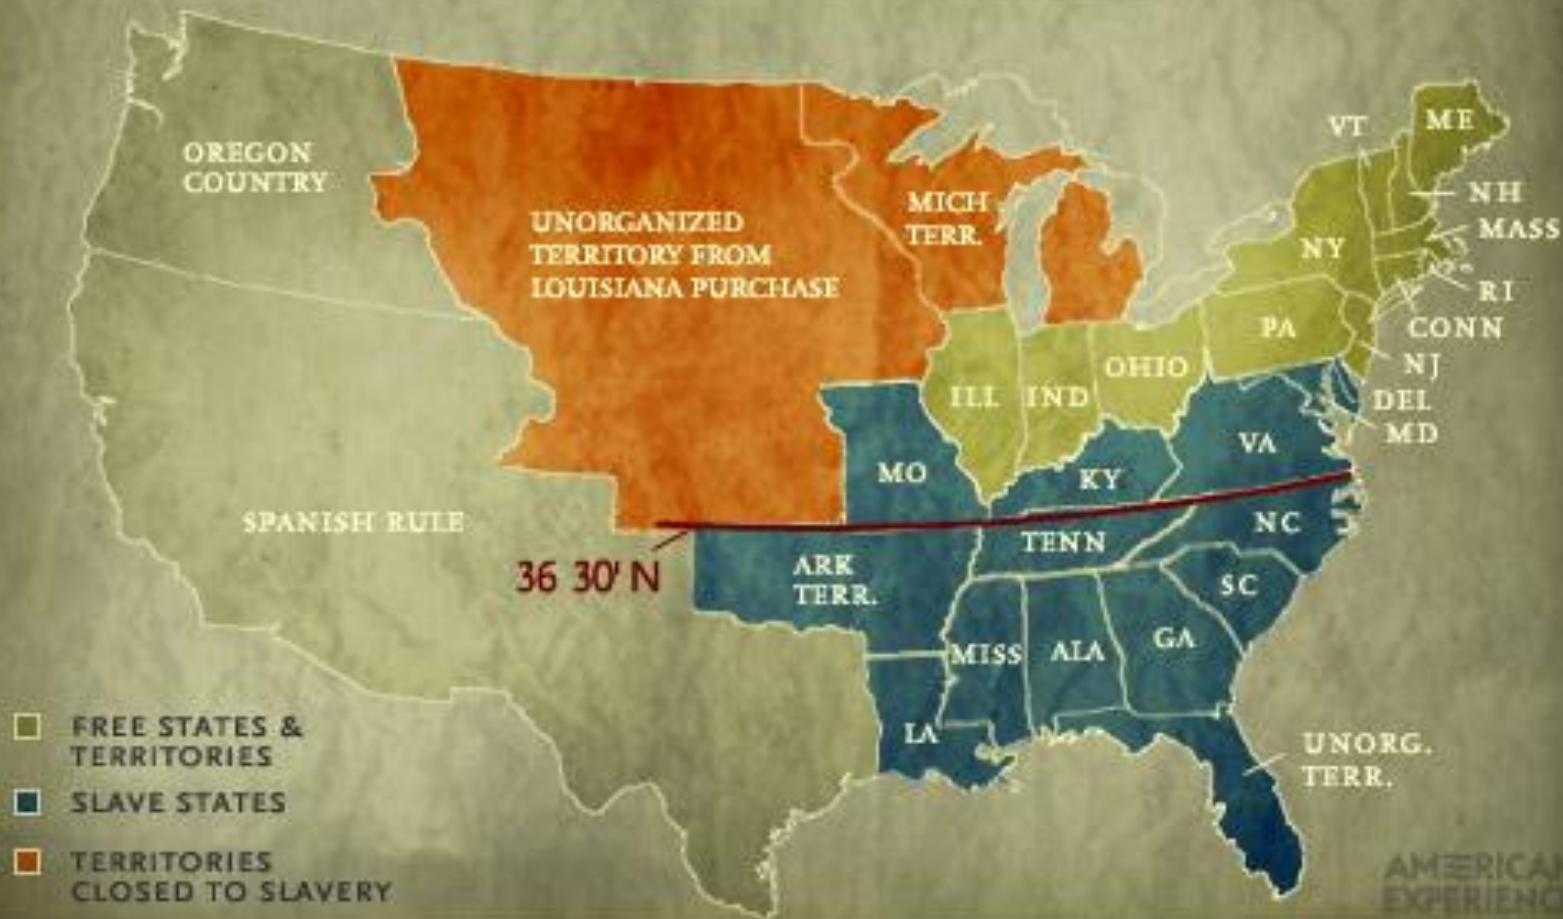 VT
ME
OREGON
COUNTRY
NH
MICH
TERR.
UNORGANIZED
TERRITORY FROM
LOUISIANA PURCHASE
MASS
NY
RI
CONN
PA
NJ
OHIO
ILL
IND
DEL
MD
VA
MO
KY
SPANISH RULE
NC
TENN
36 30' N
ARK
TERR.
SC
GA
MISS
ALA
LA
FREE STATES &
TERRITORIES
UNORG.
TERR.
SLAVE STATES
TERRITORIES
CLOSED TO SLAVERY
AMERICAN
EXPERIENC